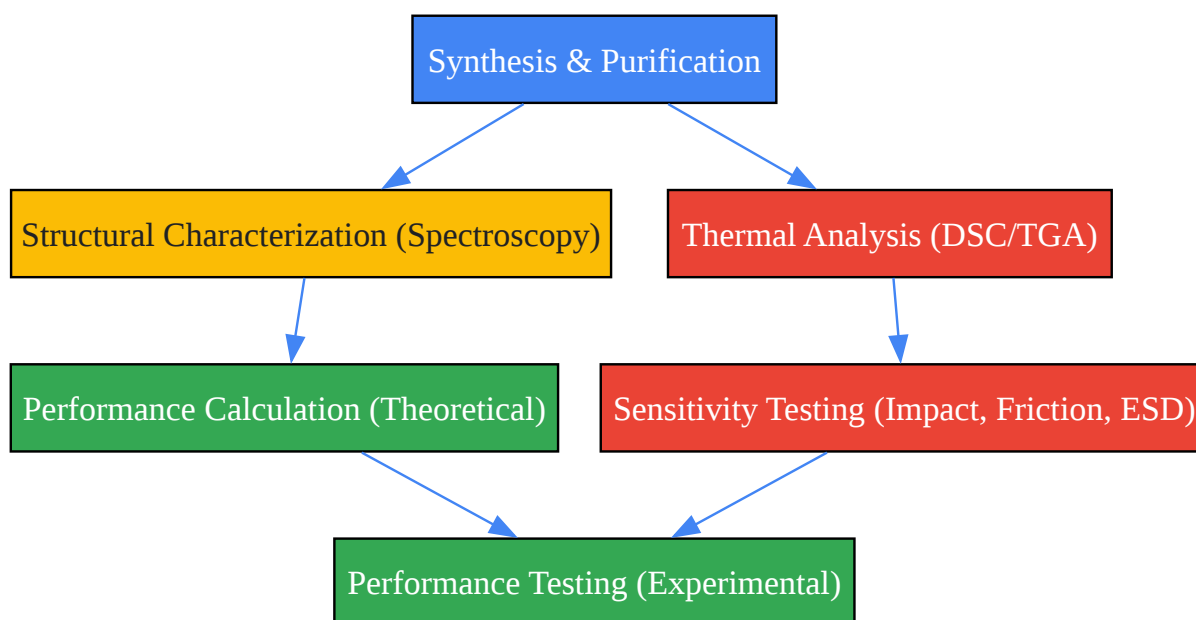 Synthesis & Purification
Structural Characterization (Spectroscopy)
Thermal Analysis (DSC/TGA)
Performance Calculation (Theoretical)
Sensitivity Testing (Impact, Friction, ESD)
Performance Testing (Experimental)